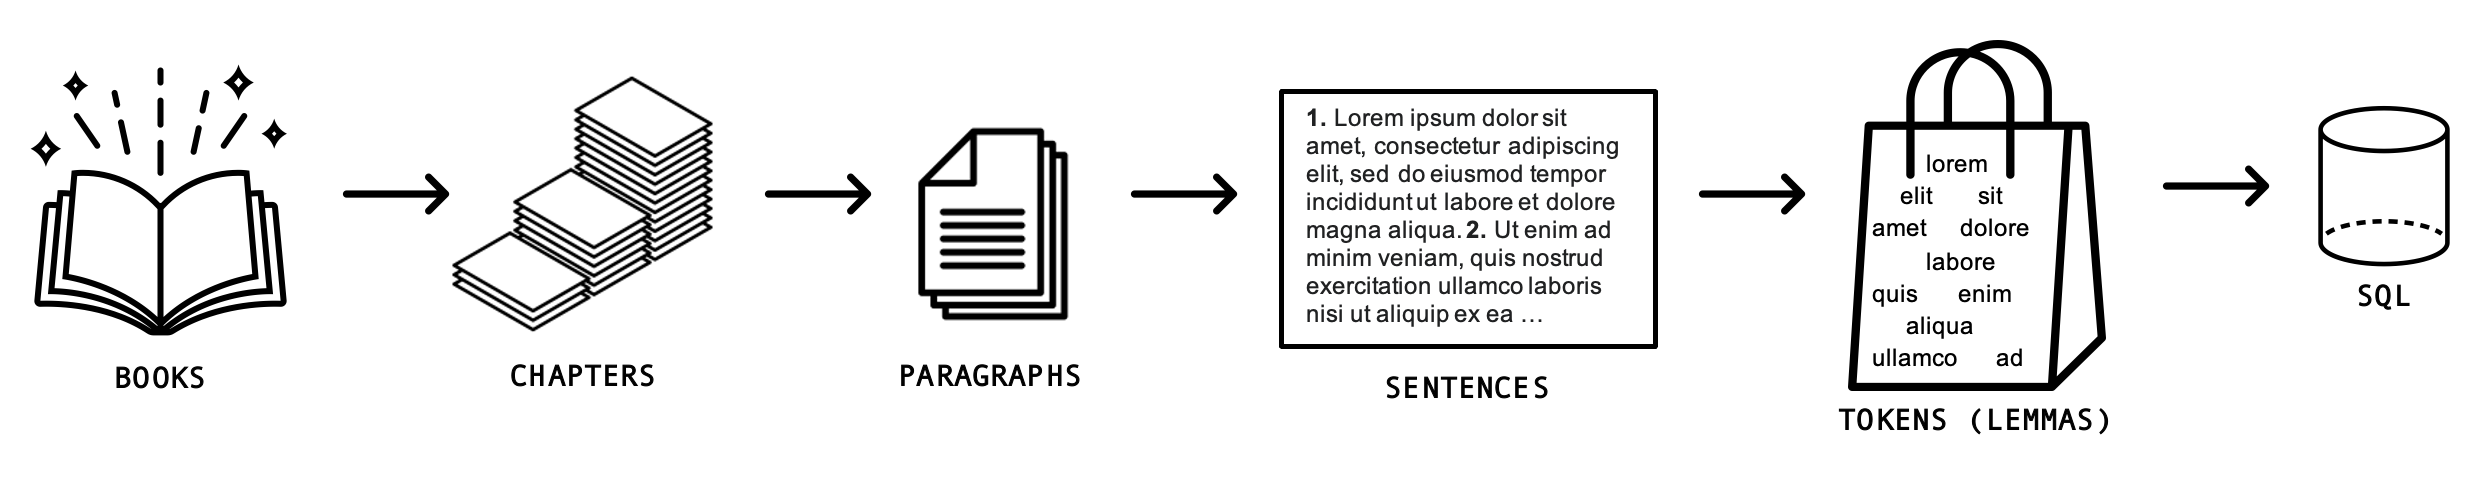 BOOKS
CHAPTERS
PARAGRAPHS
1. Lorem ipsum dolor sit
amet, consectetur adipiscing
elit, sed do eiusmod tempor
incididunt ut labore et dolore
magna aliqua. 2. Ut enim ad
minim veniam, quis nostrud
exercitation ullamco laboris
nisi ut aliquip ex ea ...
SENTENCES
lorem
elit sit
amet dolore
labore
quis enim
aliqua
ullamco ad
TOKENS (LEMMAS)
SQL